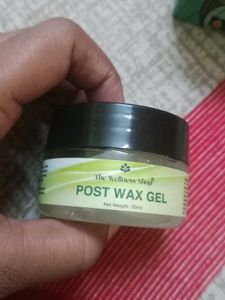 The Wellness Shop
POST WAX GEL
Net Weight: 50ml